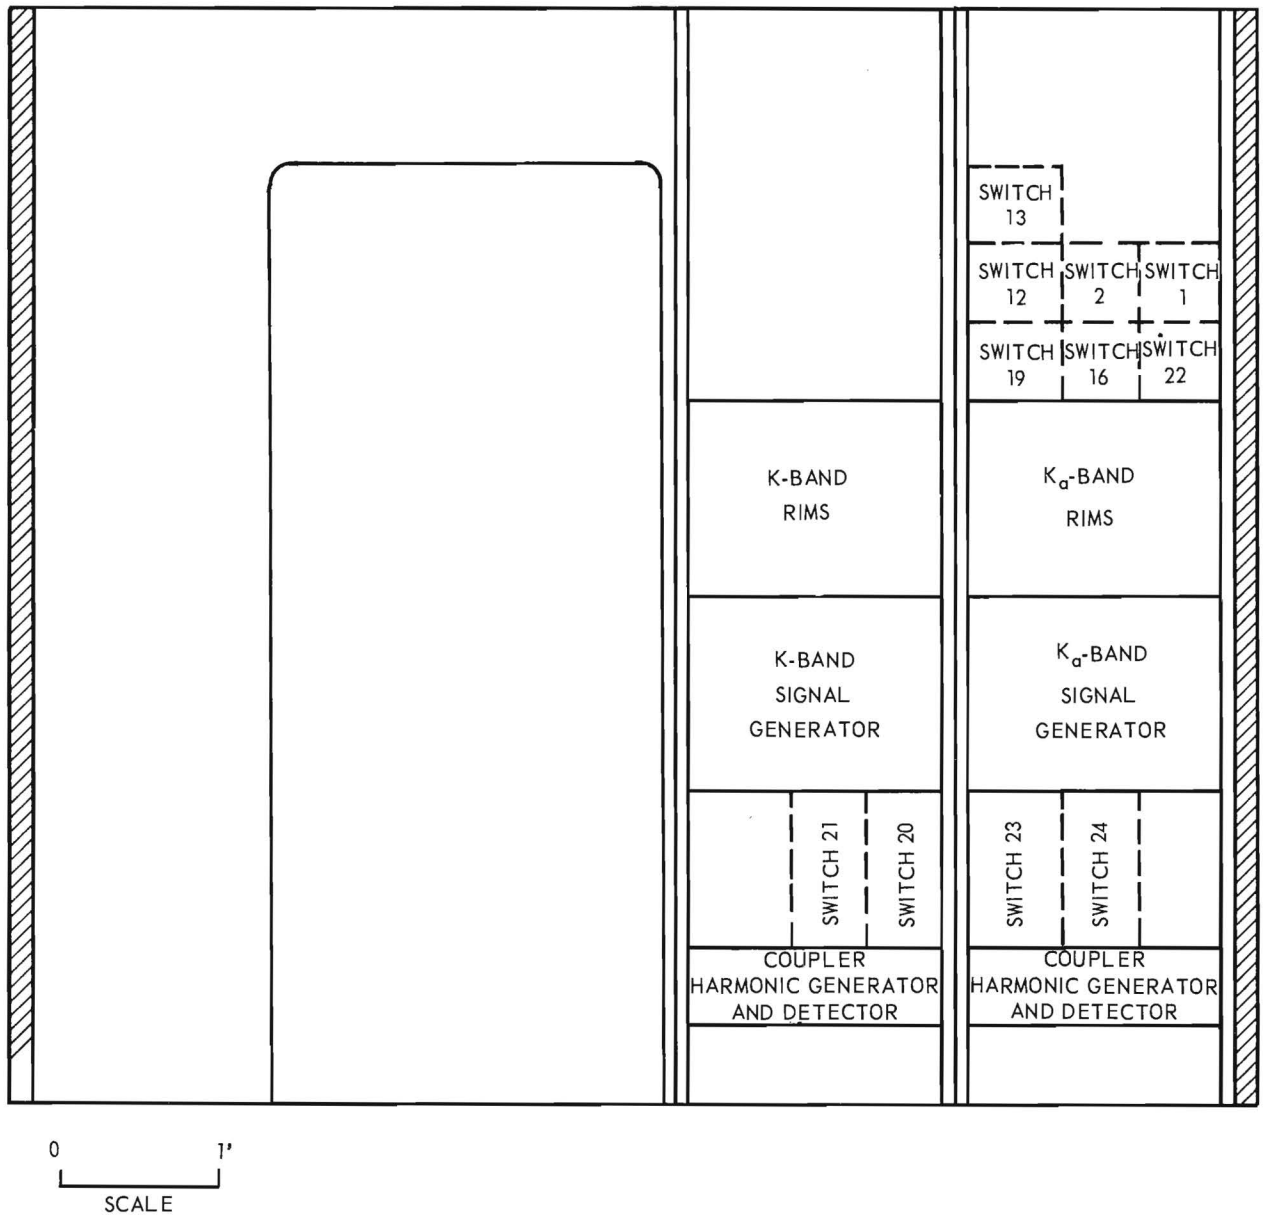 SWITCH
13
SWITCH
12
SWITCH
2
SWITCH
1
SWITCH
19
SWITCH
16
SWITCH
22
K-BAND
RIMS
Ka-BAND
RIMS
K-BAND
SIGNAL
GENERATOR
Ka-BAND
SIGNAL
GENERATOR
SWITCH 21
SWITCH 20
SWITCH 23
SWITCH 24
COUPLER
HARMONIC GENERATOR
AND DETECTOR
COUPLER
HARMONIC GENERATOR
AND DETECTOR
0 1'
SCALE